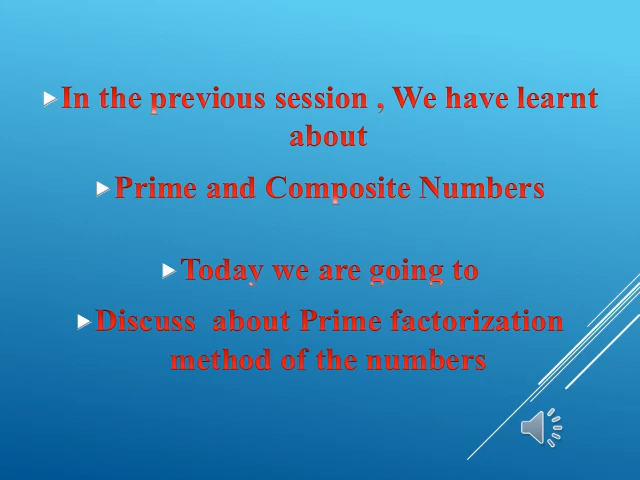 In the previous session , We have learnt
about
Prime and Composite Numbers
Today we are going to
Discuss  about Prime factorization
method of the numbers